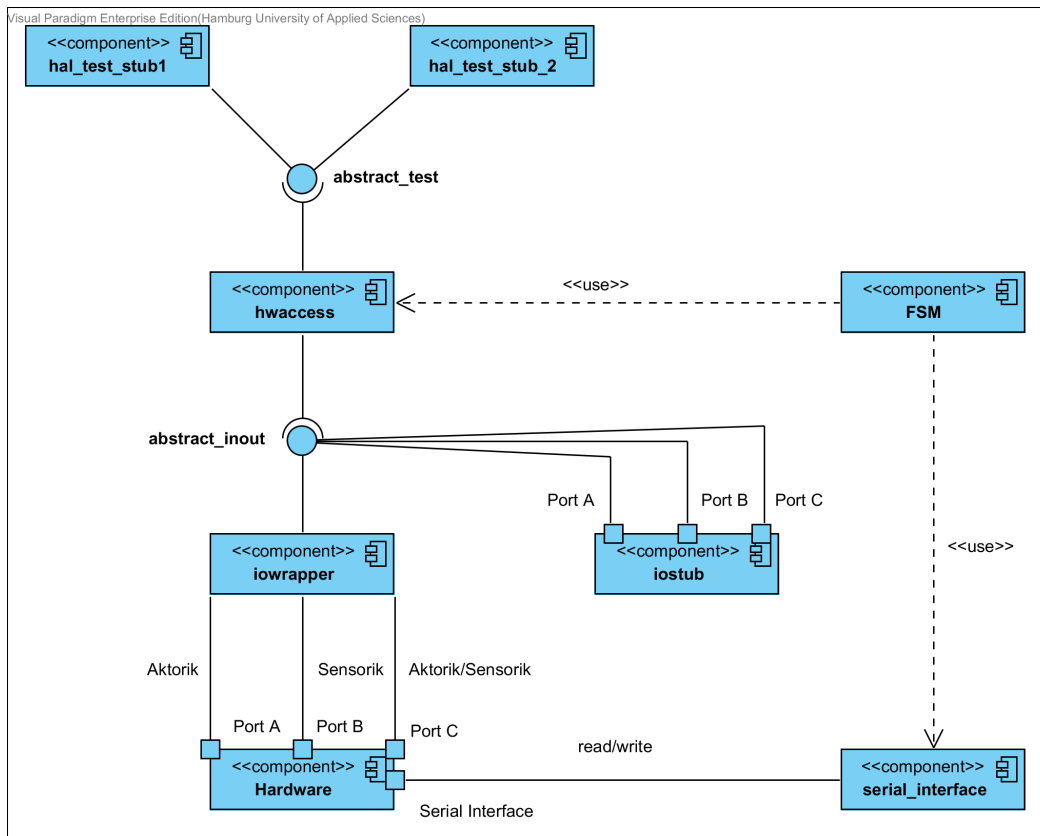 Visual Paradigm Enterprise Edition(Hamburg University of Applied Sciences)
<<component>>
hal_test_stub1
<<component>>
hal_test_stub_2
abstract_test
<<component>>
hwaccess
<<use>>
<<component>>
FSM
abstract_inout
Port A
Port B
Port C
<<component>>
iowrapper
<<component>>
iostub
<<use>>
Aktorik
Sensorik
Aktorik/Sensorik
Port A
Port B
Port C
read/write
<<component>>
Hardware
<<component>>
serial_interface
Serial Interface